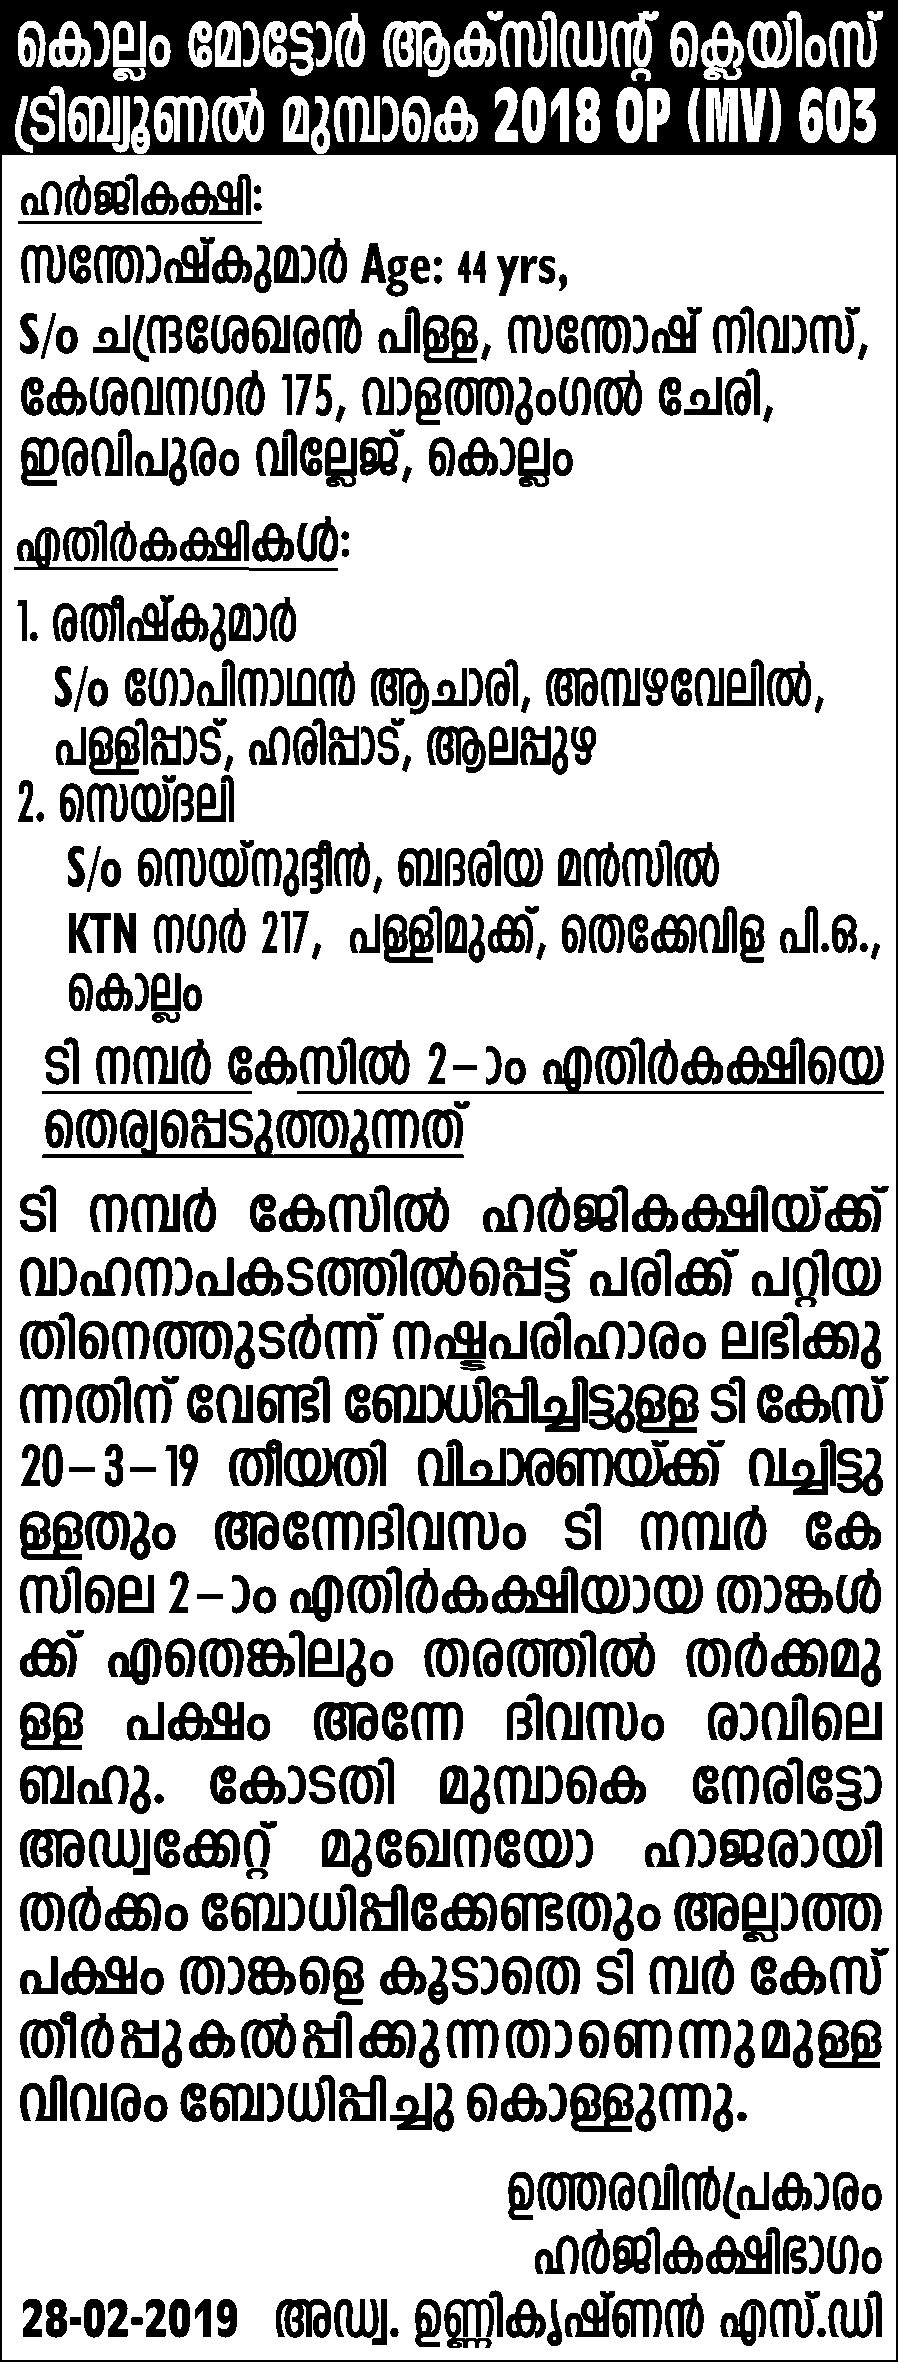 കൊല്ലം മോട്ടോർ ആക്സിഡന്റ് ക്ലെയിംസ്
ട്രിബ്യൂണൽ മുമ്പാകെ 2018 OP (MV) 603
ഹർജികക്ഷി:
സന്തോഷ്കുമാർ Age: 44 yrs,
S/o ചന്ദ്രശേഖരൻ പിള്ള, സന്തോഷ് നിവാസ്,
കേശവനഗർ 175, വാളത്തുംഗൽ ചേരി,
ഇരവിപുരം വില്ലേജ്, കൊല്ലം
എതിർകക്ഷികൾ:
1. രതീഷ്കുമാർ
S/o ഗോപിനാഥൻ ആചാരി, അമ്പഴവേലിൽ,
പള്ളിപ്പാട്, ഹരിപ്പാട്, ആലപ്പുഴ
2. സെയ്ദലി
S/o സെയ്നുദ്ദീൻ, ബദരിയ മൻസിൽ
KTN നഗർ 217, പള്ളിമുക്ക്, തെക്കേവിള പി.ഒ.,
കൊല്ലം
ടി നമ്പർ കേസിൽ 2-ാം എതിർകക്ഷിയെ
തെര്യപ്പെടുത്തുന്നത്
ടി നമ്പർ കേസിൽ ഹർജികക്ഷിയ്ക്ക്
വാഹനാപകടത്തിൽപ്പെട്ട് പരിക്ക് പറ്റിയ
തിനെത്തുടർന്ന് നഷ്ടപരിഹാരം ലഭിക്കു
ന്നതിന് വേണ്ടി ബോധിപ്പിച്ചിട്ടുള്ള ടി കേസ്
20-3-19 തീയതി വിചാരണയ്ക്ക് വച്ചിട്ടു
ള്ളതും അന്നേദിവസം ടി നമ്പർ കേ
സിലെ 2-ാം എതിർകക്ഷിയായ താങ്കൾ
ക്ക് എതെങ്കിലും തരത്തിൽ തർക്കമു
ള്ള പക്ഷം അന്നേ ദിവസം രാവിലെ
ബഹു. കോടതി മുമ്പാകെ നേരിട്ടോ
അഡ്വക്കേറ്റ് മുഖേനയോ ഹാജരായി
തർക്കം ബോധിപ്പിക്കേണ്ടതും അല്ലാത്ത
പക്ഷം താങ്കളെ കൂടാതെ ടി മ്പർ കേസ്
തീർപ്പുകൽപ്പിക്കുന്നതാണെന്നുമുള്ള
വിവരം ബോധിപ്പിച്ചു കൊള്ളുന്നു.
ഉത്തരവിൻപ്രകാരം
ഹർജികക്ഷിഭാഗം
28-02-2019 അഡ്വ. ഉണ്ണികൃഷ്ണൻ എസ്.ഡി